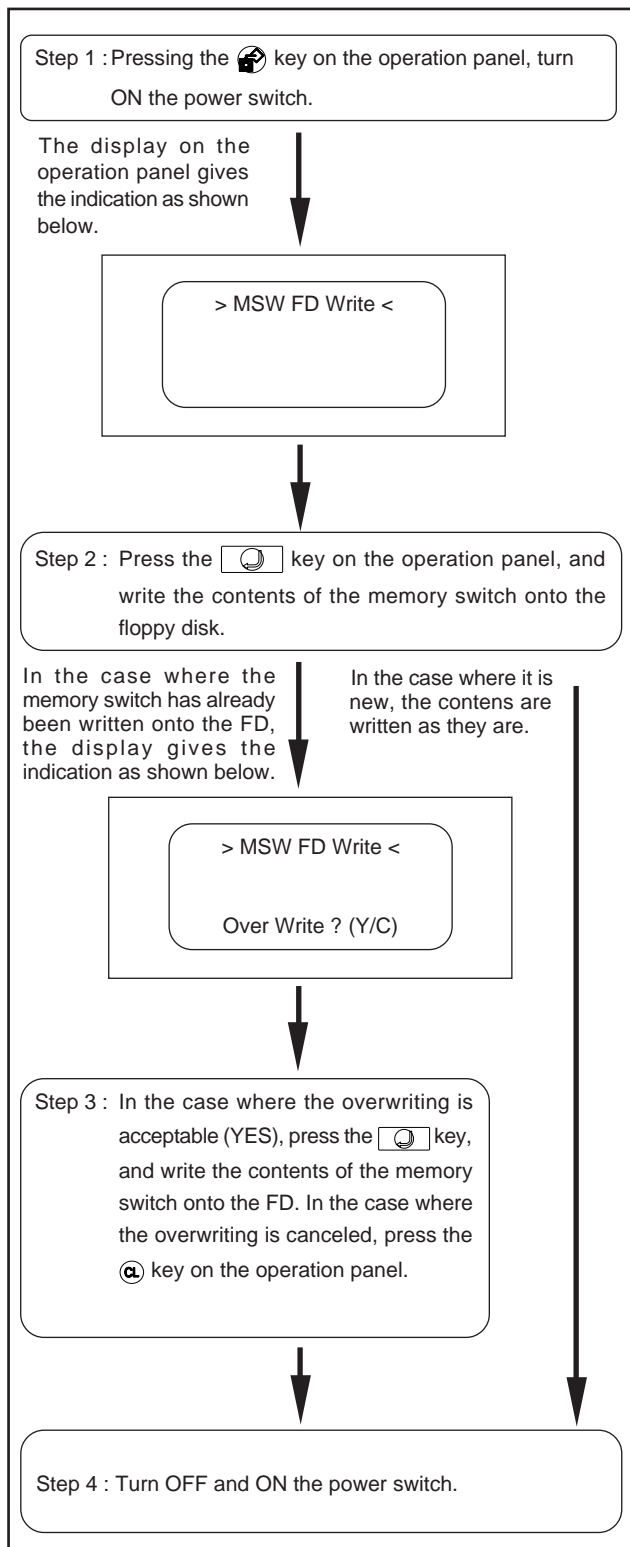 Step 1 : Pressing the key on the operation panel, turn
ON the power switch.
The display on the
operation panel gives
the indication as shown
below.
> MSW FD Write <
Step 2 : Press the key on the operation panel, and
write the contents of the memory switch onto the
floppy disk.
In the case where the
memory switch has already
been written onto the FD,
the display gives the
indication as shown below.
In the case where it is
new, the contens are
written as they are.
> MSW FD Write <
Over Write ? (Y/C)
Step 3 : In the case where the overwriting is
acceptable (YES), press the key,
and write the contents of the memory
switch onto the FD. In the case where
the overwriting is canceled, press the
CL key on the operation panel.
Step 4 : Turn OFF and ON the power switch.